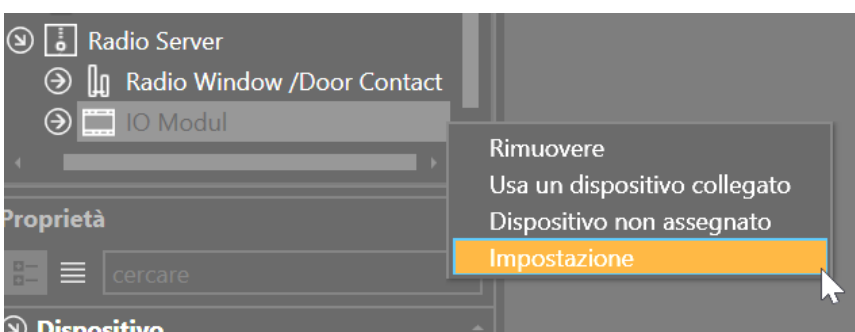 Radio Server
Radio Window /Door Contact
IO Modul
Rimuovere
Usa un dispositivo collegato
Dispositivo non assegnato
Impostazione
Proprietà
cercare
Dispositivo